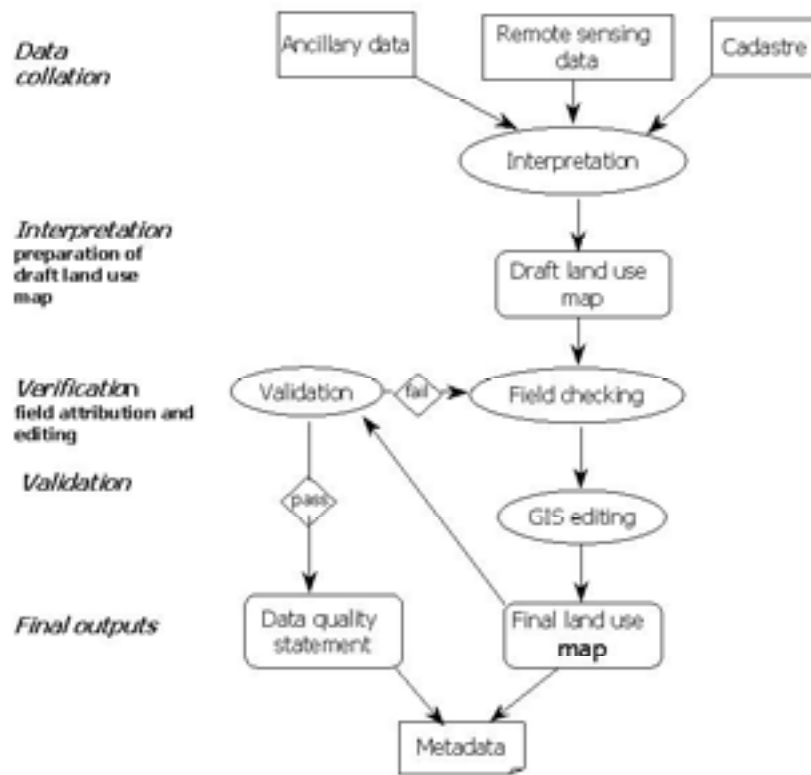 Data
collation
Ancillary data
Remote sensing
data
Cadastre
Interpretation
Interpretation
preparation of
draft land use
map
Draft land use
map
Verification
field attribution and
editing
Validation
fail
Field checking
Validation
pass
GIS editing
Final outputs
Data quality
statement
Final land use
map
Metadata